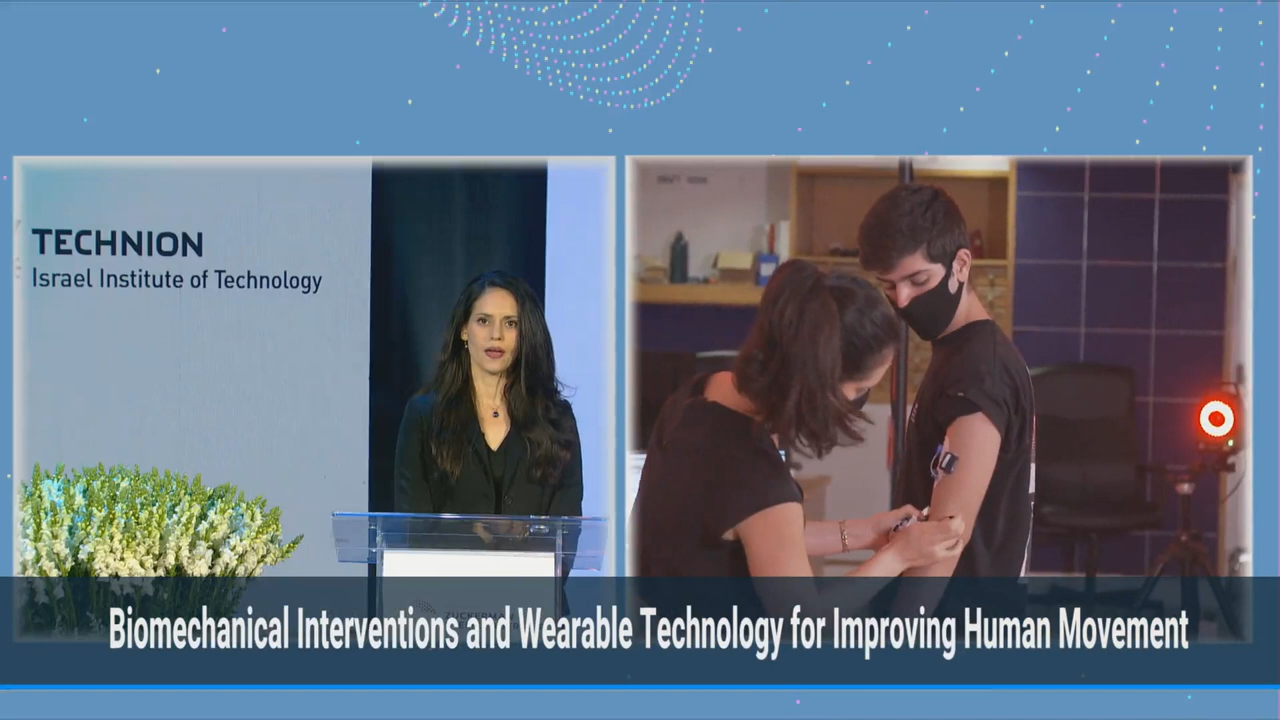 TECHNION
Israel Institute of Technology
Biomechanical Interventions and Wearable Technology for Improving Human Movement